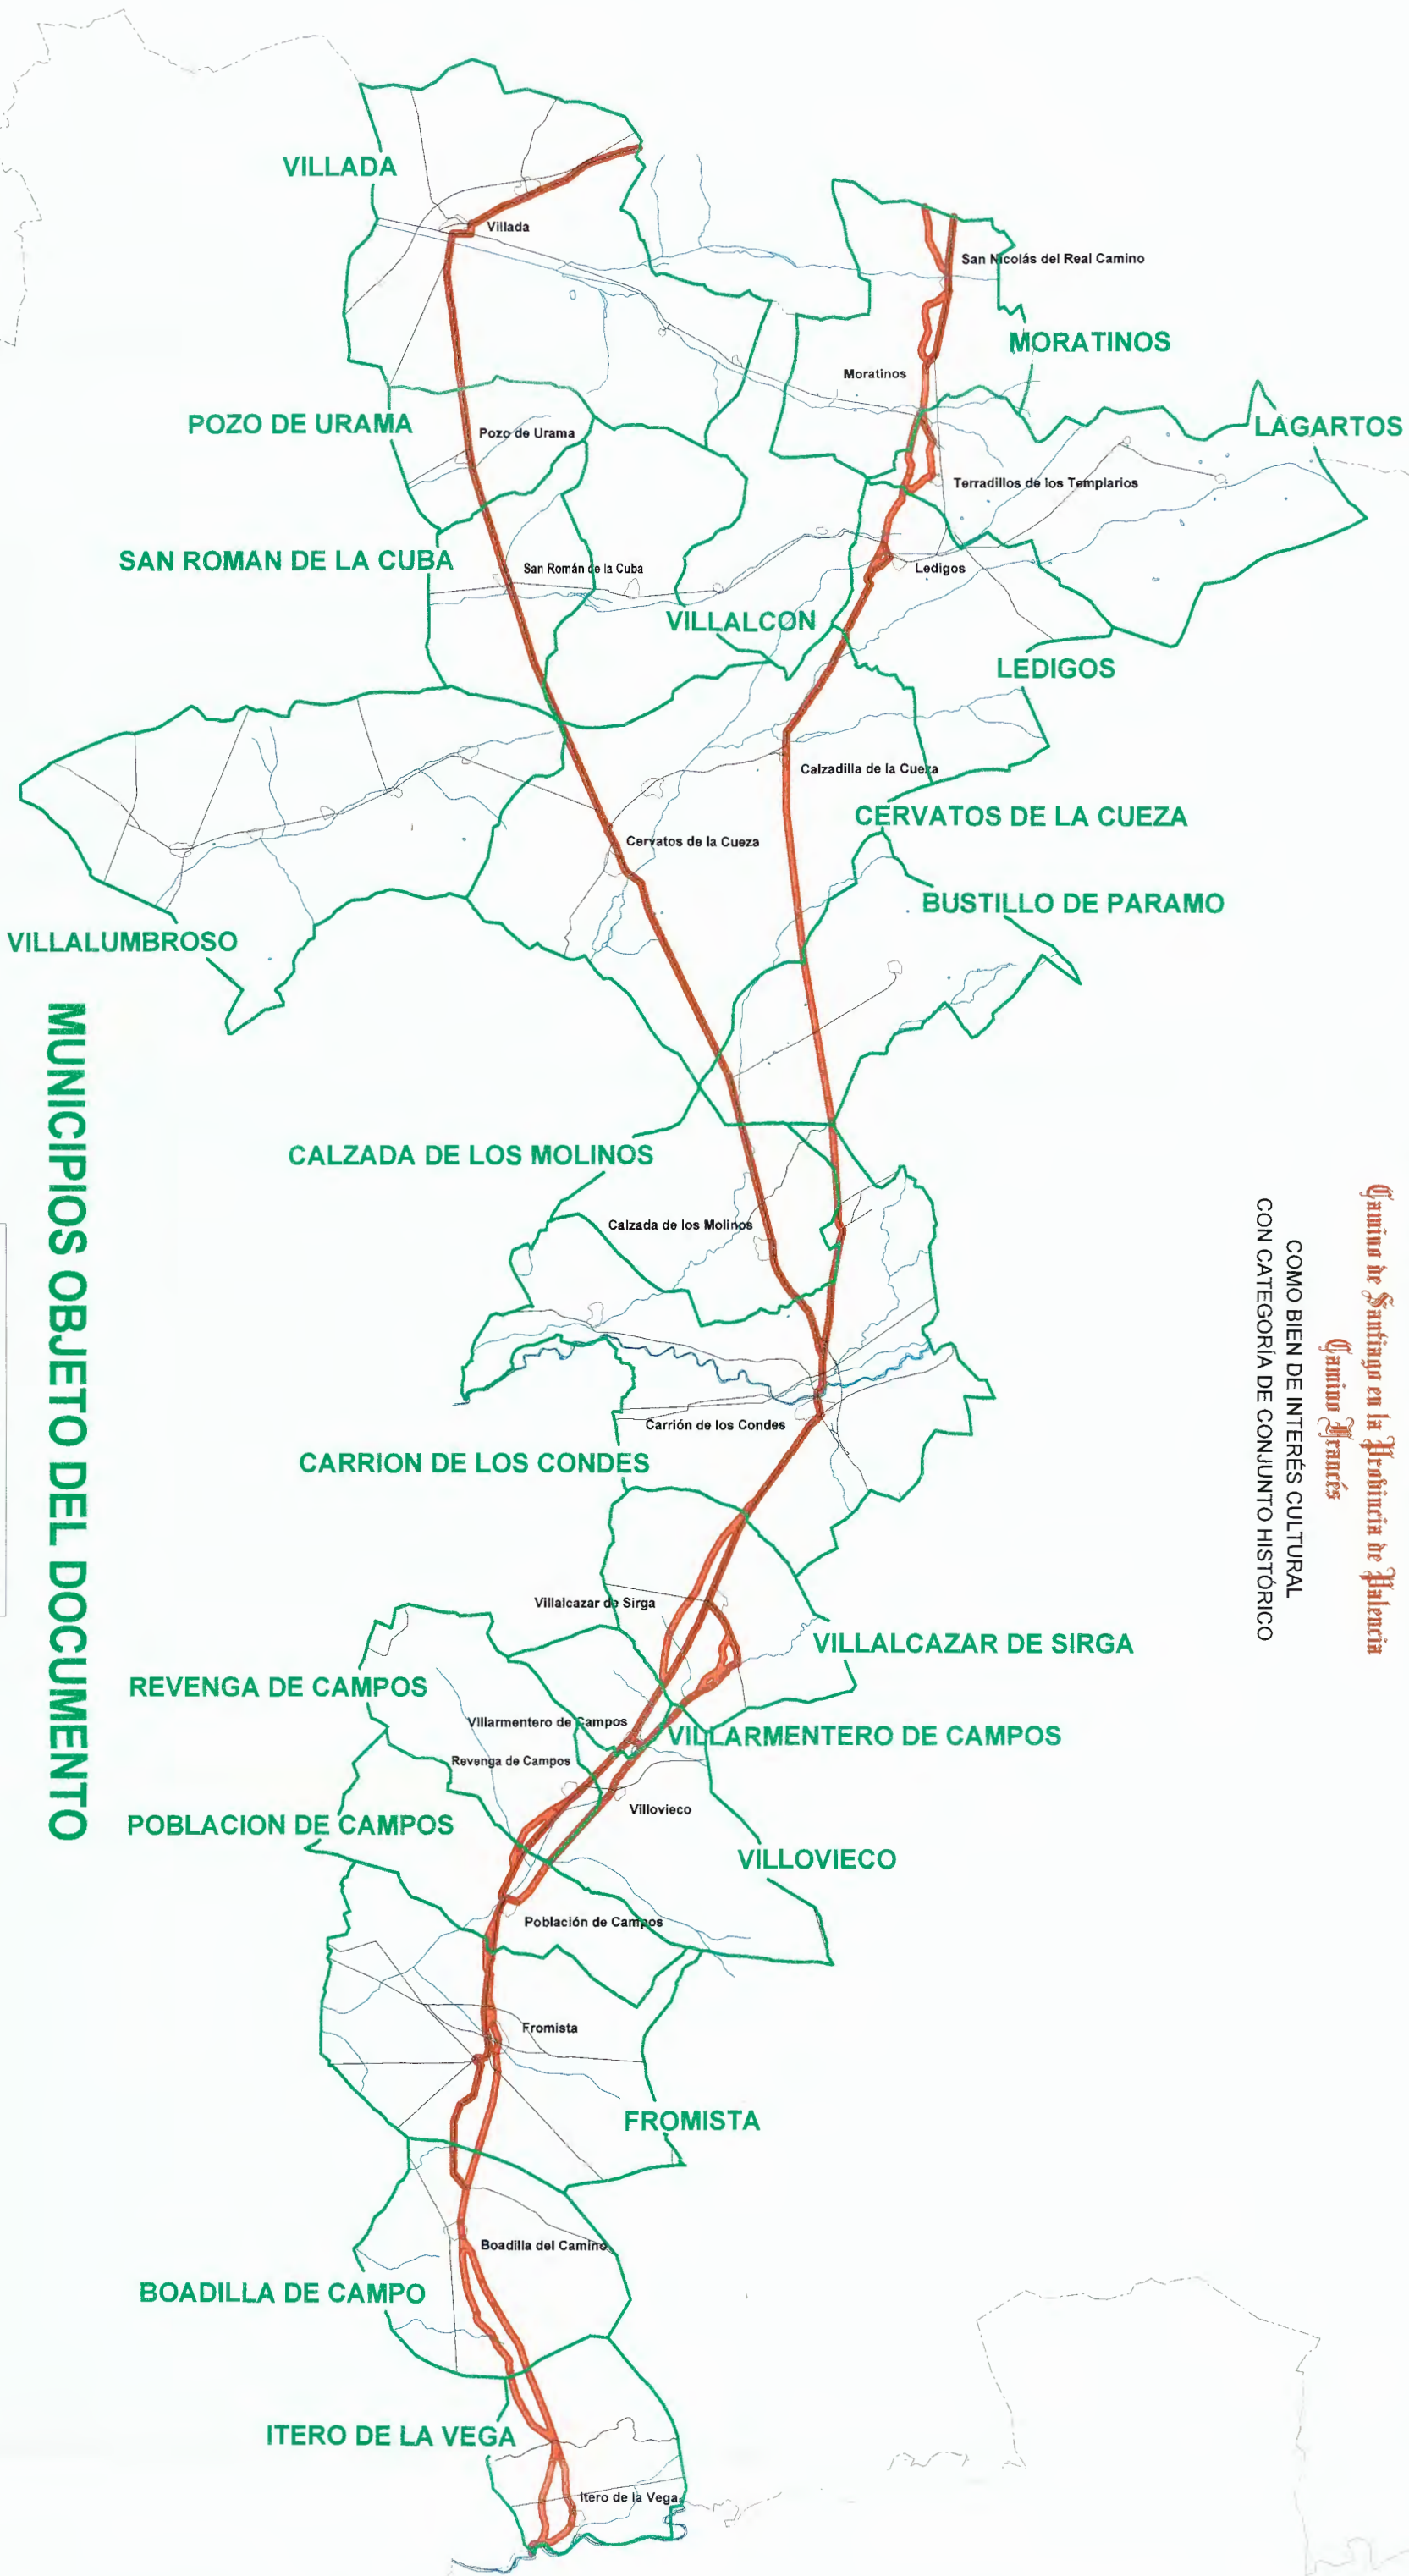 Camino de Santiago en la Provincia de Palencia
Camino Francés
COMO BIEN DE INTERÉS CULTURAL
CON CATEGORÍA DE CONJUNTO HISTÓRICO
MUNICIPIOS OBJETO DEL DOCUMENTO
VILLADA
Villada
San Nicolás del Real Camino
MORATINOS
Moratinos
POZO DE URAMA
Pozo de Urama
LAGARTOS
Terradillos de los Templarios
SAN ROMAN DE LA CUBA
San Román de la Cuba
Ledigos
VILLALCON
LEDIGOS
Calzadilla de la Cueza
CERVATOS DE LA CUEZA
Cervatos de la Cueza
BUSTILLO DE PARAMO
VILLALUMBROSO
CALZADA DE LOS MOLINOS
Calzada de los Molinos
Carrión de los Condes
CARRION DE LOS CONDES
Villalcazar de Sirga
VILLALCAZAR DE SIRGA
REVENGA DE CAMPOS
Villarmentero de Campos
VILLARMENTERO DE CAMPOS
Revenga de Campos
Villovieco
POBLACION DE CAMPOS
VILLOVIECO
Población de Campos
Fromista
FROMISTA
Boadilla del Camino
BOADILLA DE CAMPO
ITERO DE LA VEGA
Itero de la Vega